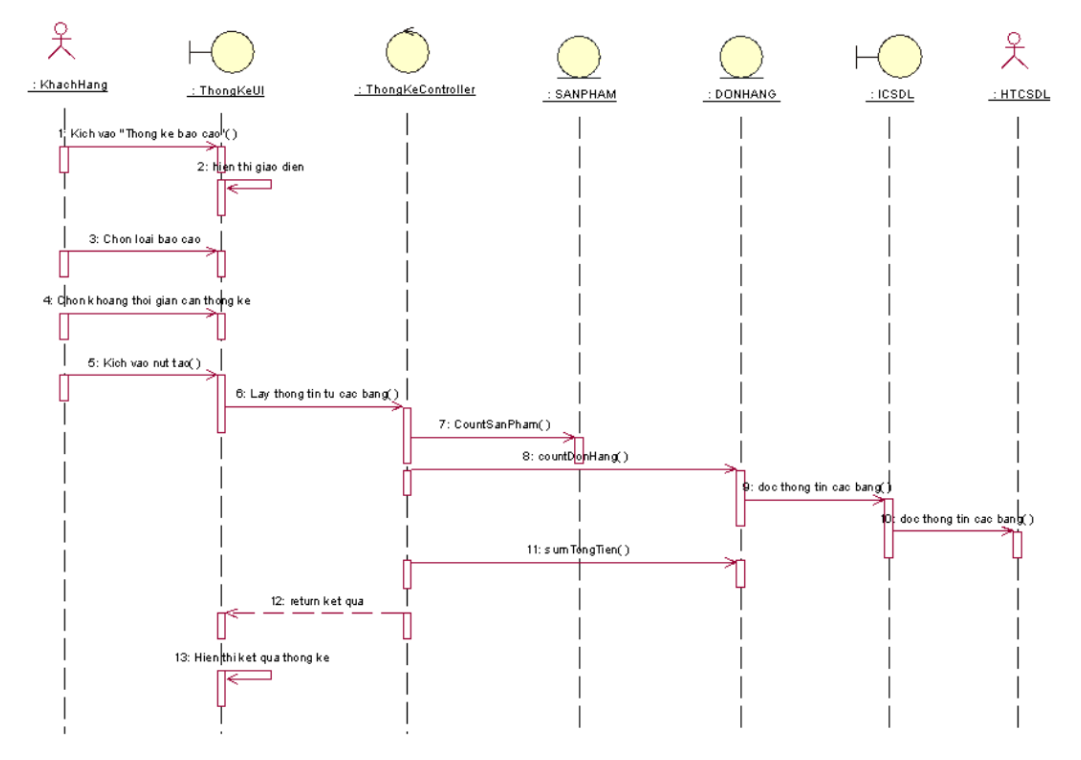 : KhachHang
: ThongKeUI
: ThongKeController
: SANPHAM
: DONHANG
: ICSDL
: HTCSDL
1: Kich vao "Thong ke bao cao"()
2: hien thi giao dien
3: Chon loai bao cao
4: Chon khoang thoi gian can thong ke
5: Kich vao nut tao()
6: Lay thong tin tu cac bang()
7: CountSanPham()
8: countDonHang()
9: doc thong tin cac bang()
10: doc thong tin cac bang()
11: sumTongTien()
12: return ket qua
13: Hien thi ket qua thong ke